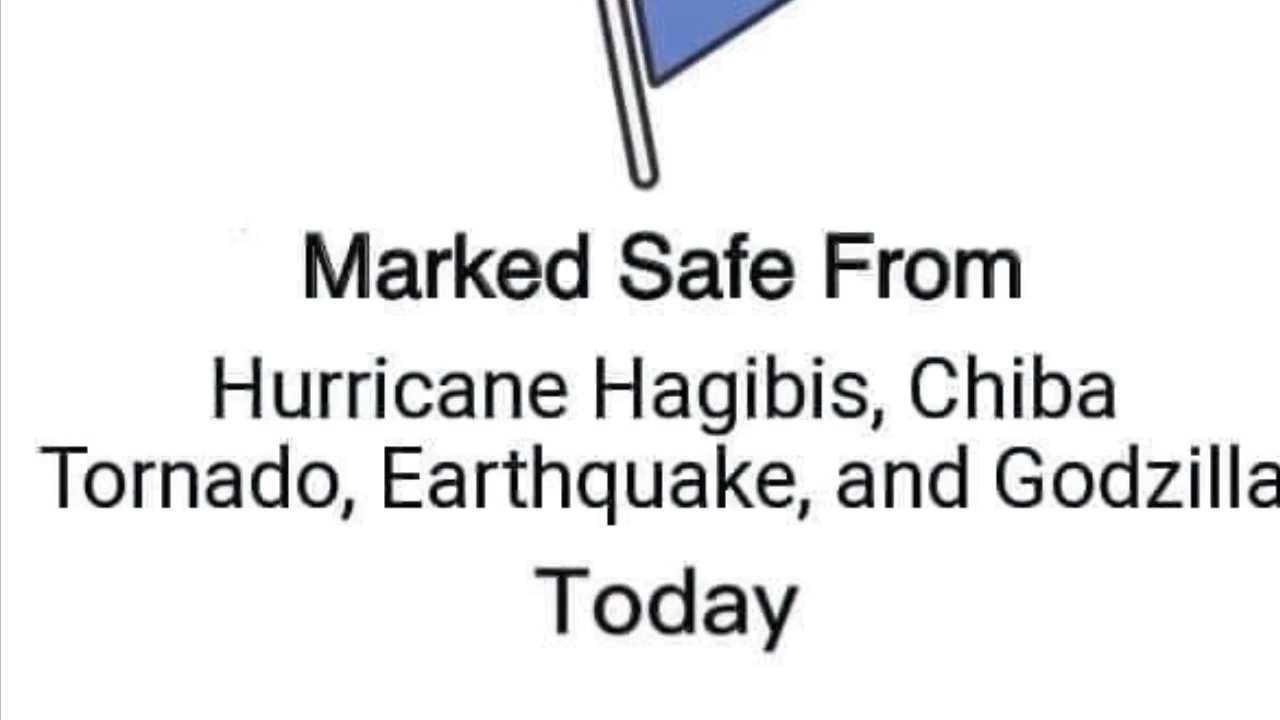 Marked Safe From
Hurricane Hagibis, Chiba
Tornado, Earthquake, and Godzilla
Today